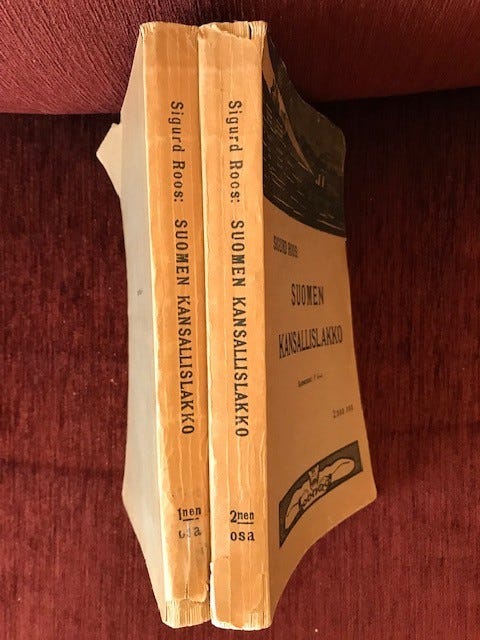 Sigurd Roos: SUOMEN KANSALLISLAKKO
1nen
osa
Sigurd Roos: SUOMEN KANSALLISLAKKO
2nen
osa
SIGURD ROOS
SUOMEN
KANSALLISLAKKO